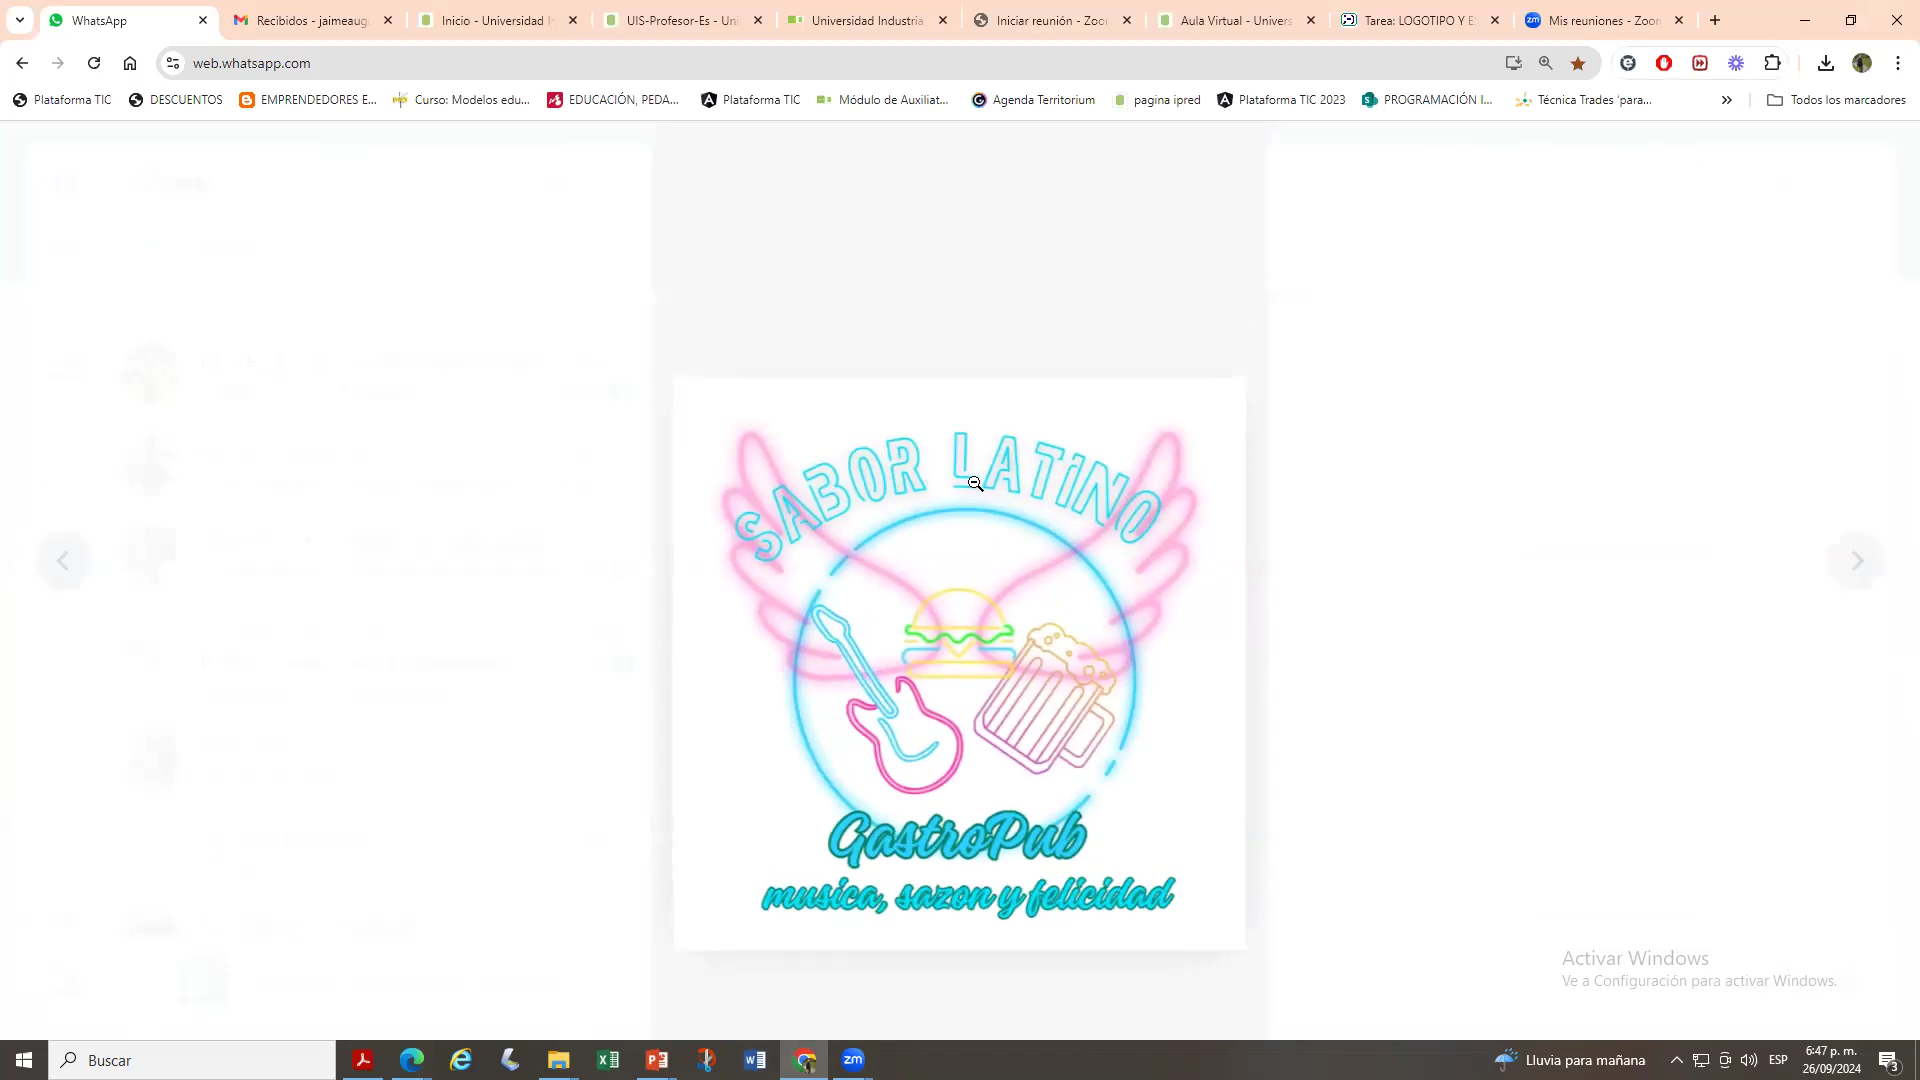 WhatsApp
Recibidos - jaimeaug
Inicio - Universidad I
UIS-Profesor-Es - Uni
Universidad Industria
Iniciar reunión - Zoo
Aula Virtual - Univers
Tarea: LOGOTIPO Y E
Mis reuniones - Zoon
web.whatsapp.com
Plataforma TIC
DESCUENTOS
EMPRENDEDORES E...
Curso: Modelos edu...
EDUCACIÓN, PEDA...
Plataforma TIC
Módulo de Auxiliat...
Agenda Territorium
pagina ipred
Plataforma TIC 2023
PROGRAMACIÓN I...
Técnica Trades 'para...
Todos los marcadores
SABOR LATINO
GastroPub
musica, sazon y felicidad
Activar Windows
Ve a Configuración para activar Windows.
Buscar
zm
Lluvia para mañana
ESP
6:47 p. m.
26/09/2024
3